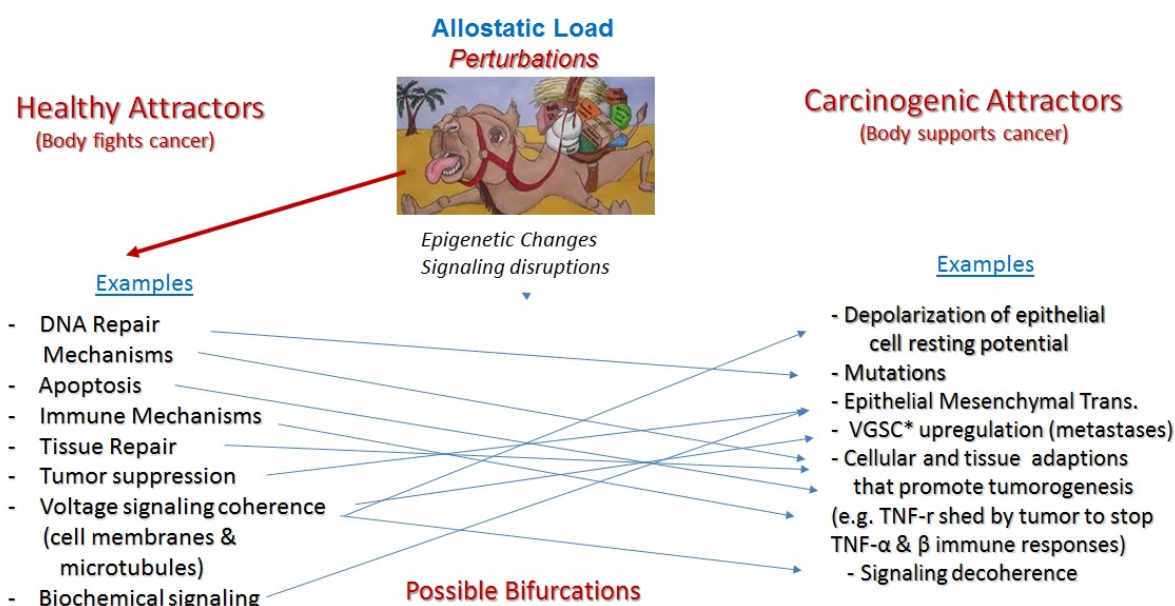 Allostatic Load
Perturbations
Healthy Attractors
(Body fights cancer)
Carcinogenic Attractors
(Body supports cancer)
Epigenetic Changes
Signaling disruptions
Examples
- DNA Repair
Mechanisms
- Apoptosis
- Immune Mechanisms
- Tissue Repair
- Tumor suppression
- Voltage signaling coherence
(cell membranes &
microtubules)
- Biochemical signaling
Examples
- Depolarization of epithelial
cell resting potential
- Mutations
- Epithelial Mesenchymal Trans.
- VGSC* upregulation (metastases)
- Cellular and tissue adaptions
that promote tumorogenesis
(e.g. TNF-r shed by tumor to stop
TNF-α & β immune responses)
- Signaling decoherence
Possible Bifurcations